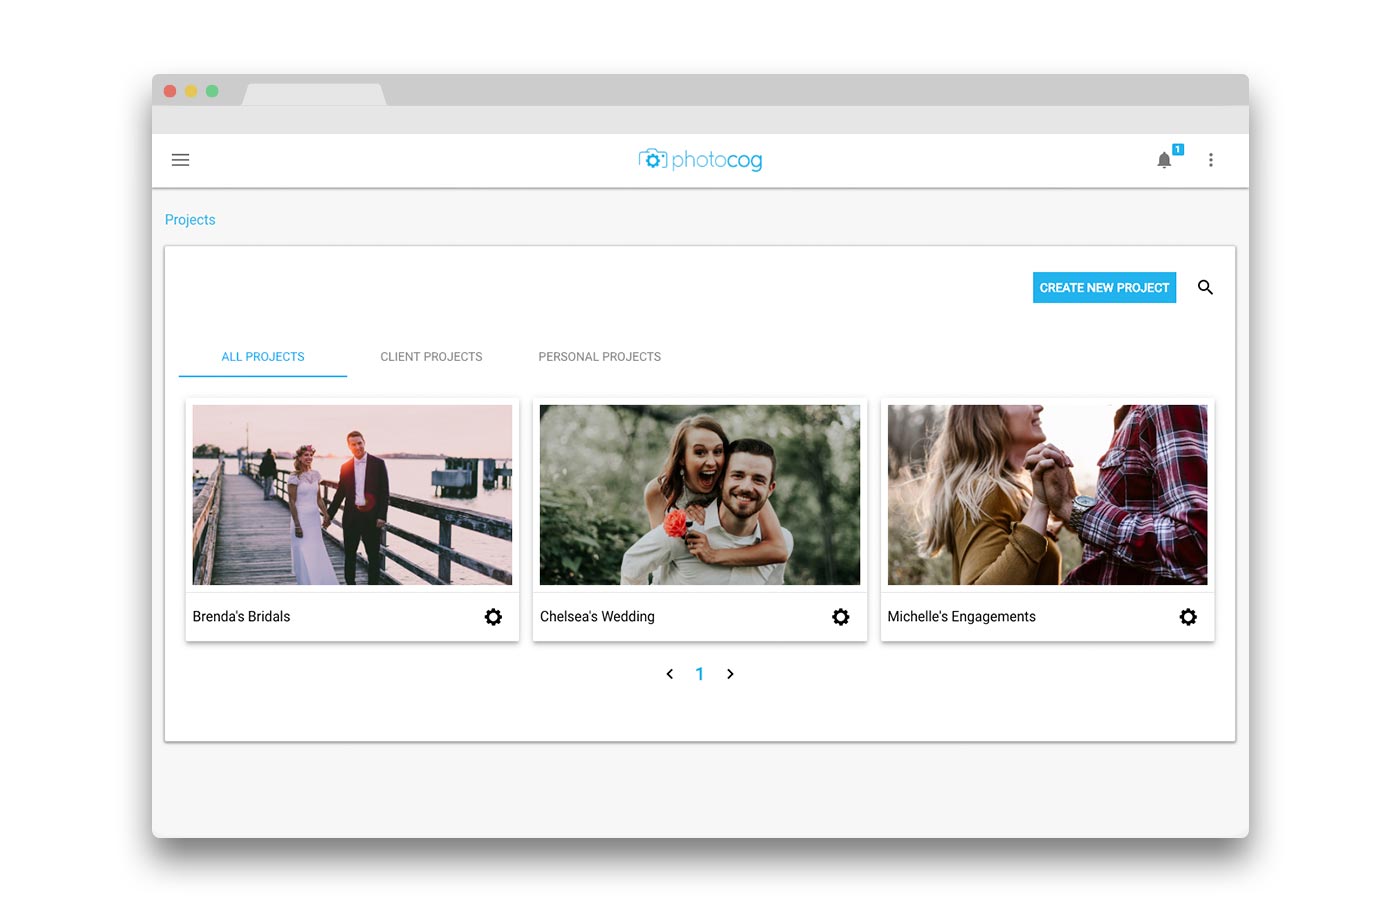 photocog
1
Projects
CREATE NEW PROJECT
ALL PROJECTS CLIENT PROJECTS PERSONAL PROJECTS
Brenda's Bridals
Chelsea's Wedding
Michelle's Engagements
1